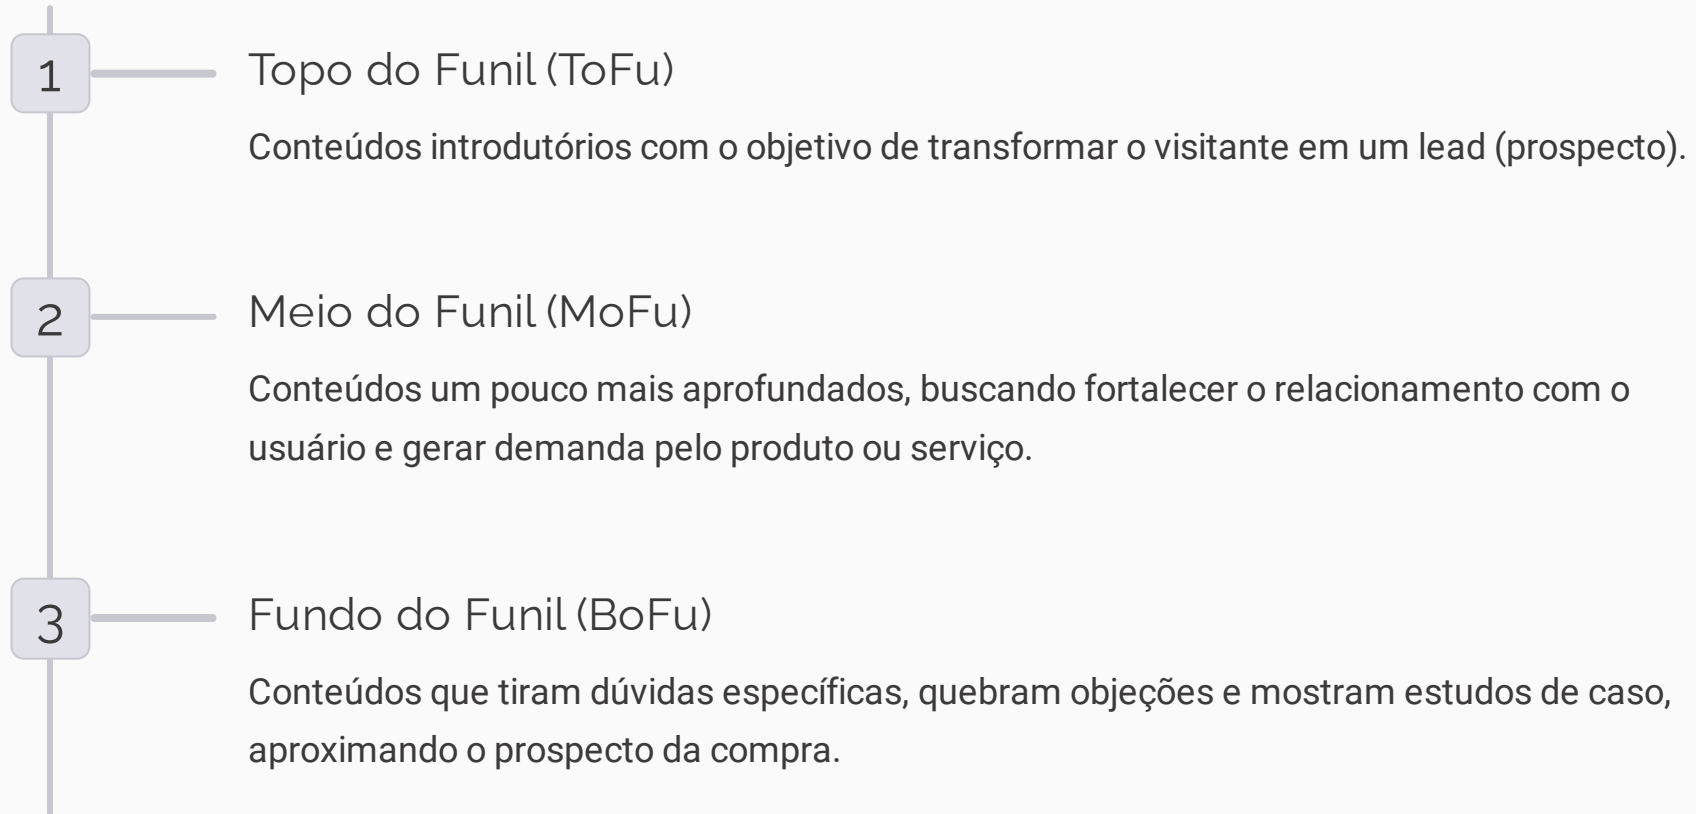 1
Topo do Funil (ToFu)
Conteúdos introdutórios com o objetivo de transformar o visitante em um lead (prospecto).
2
Meio do Funil (MoFu)
Conteúdos um pouco mais aprofundados, buscando fortalecer o relacionamento com o
usuário e gerar demanda pelo produto ou serviço.
3
Fundo do Funil (BoFu)
Conteúdos que tiram dúvidas específicas, quebram objeções e mostram estudos de caso,
aproximando o prospecto da compra.